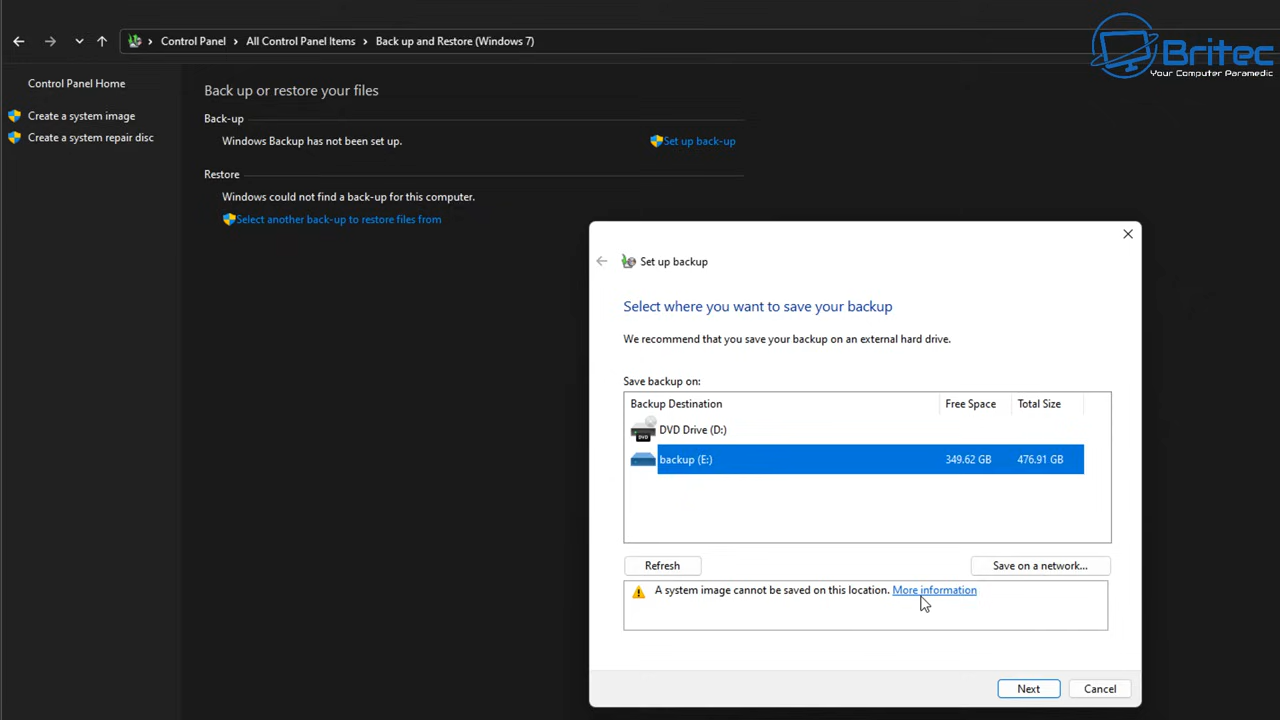 Britec
Your Computer Paramedic
Control Panel > All Control Panel Items > Back up and Restore (Windows 7)
Control Panel Home
Create a system image
Create a system repair disc
Back up or restore your files
Back-up
Windows Backup has not been set up.
Set up back-up
Restore
Windows could not find a back-up for this computer.
Select another back-up to restore files from
Set up backup
Select where you want to save your backup
We recommend that you save your backup on an external hard drive.
Save backup on:
Backup Destination Free Space Total Size
DVD DVD Drive (D:)
backup (E:) 349.62 GB 476.91 GB
Refresh Save on a network...
A system image cannot be saved on this location. More information
Next Cancel